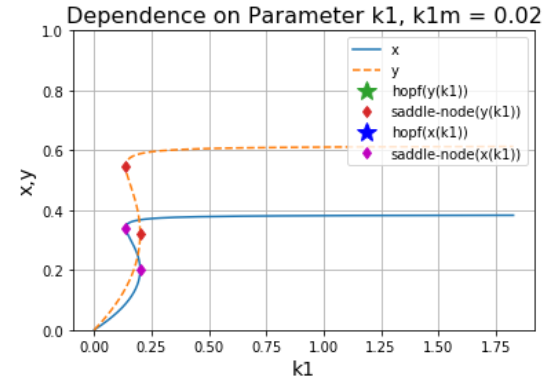 Dependence on Parameter k1, k1m = 0.02
1.0
0.8
0.6
0.4
0.2
0.0
x,y
x
y
hopf(y(k1))
saddle-node(y(k1))
hopf(x(k1))
saddle-node(x(k1))
0.00 0.25 0.50 0.75 1.00 1.25 1.50 1.75
k1